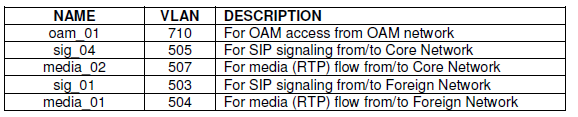 NAME VLAN DESCRIPTION
oam_01 710 For OAM access from OAM network
sig_04 505 For SIP signaling from/to Core Network
media_02 507 For media (RTP) flow from/to Core Network
sig_01 503 For SIP signaling from/to Foreign Network
media_01 504 For media (RTP) flow from/to Foreign Network